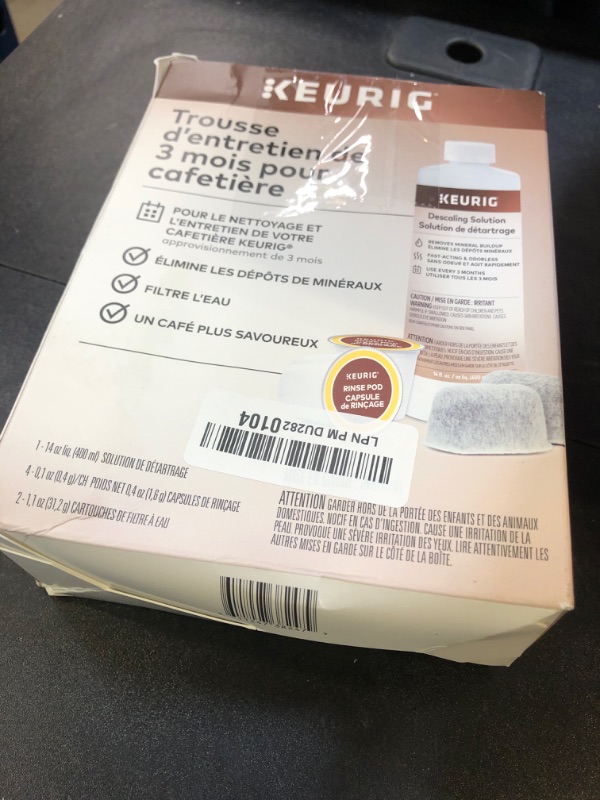 KEURIG
Trousse
d'entretien de
3 mois pour
cafetière
POUR LE NETTOYAGE ET
L'ENTRETIEN DE VOTRE
CAFETIÈRE KEURIG®
approvisionnement de 3 mois
ÉLIMINE LES DÉPÔTS DE MINÉRAUX
FILTRE L'EAU
UN CAFÉ PLUS SAVOUREUX
KEURIG
Descaling Solution
Solution de détartrage
REMOVES MINERAL BUILDUP
ÉLIMINE LES DÉPÔTS MINÉRAUX
FAST-ACTING & ODORLESS
SANS ODEUR ET AGIT RAPIDEMENT
USE EVERY 3 MONTHS
UTILISER TOUS LES 3 MOIS
CAUTION / MISE EN GARDE: IRRITANT
WARNING
ATTENTION
KEURIG
RINSE POD
CAPSULE
de RINÇAGE
LPN PM DU282 0104
1 - 14 oz liq. (400 ml) SOLUTION DE DÉTARTRAGE
4 - 0,1 oz (0,4 g)/CH POIDS NET 0,4 oz (1,6 g) CAPSULES DE RINÇAGE
2 - 1,1 oz (31,2 g) CARTOUCHES DE FILTRE À EAU
ATTENTION GARDER HORS DE LA PORTÉE DES ENFANTS ET DES ANIMAUX
DOMESTIQUES. NOCIF EN CAS D'INGESTION. CAUSE UNE IRRITATION DE LA
PEAU. PROVOQUE UNE SÉVÈRE IRRITATION DES YEUX. LIRE ATTENTIVEMENT LES
AUTRES MISES EN GARDE SUR LE CÔTÉ DE LA BOÎTE.